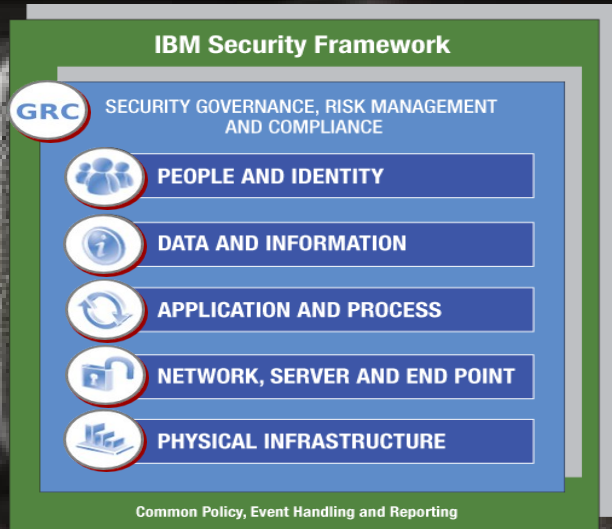 IBM Security Framework
GRC
SECURITY GOVERNANCE, RISK MANAGEMENT
AND COMPLIANCE
PEOPLE AND IDENTITY
i
DATA AND INFORMATION
APPLICATION AND PROCESS
NETWORK, SERVER AND END POINT
PHYSICAL INFRASTRUCTURE
Common Policy, Event Handling and Reporting